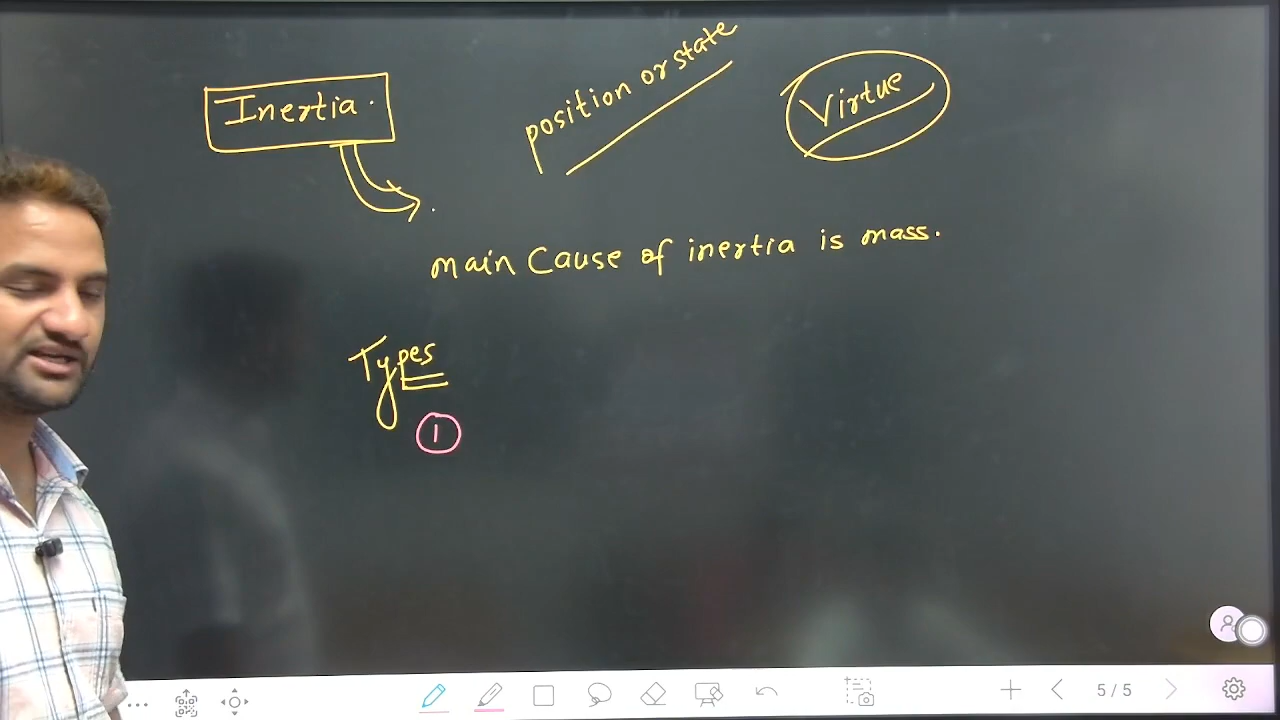 Inertia.
position or state
Virtue
main Cause of inertia is mass.
Types
1
5/5